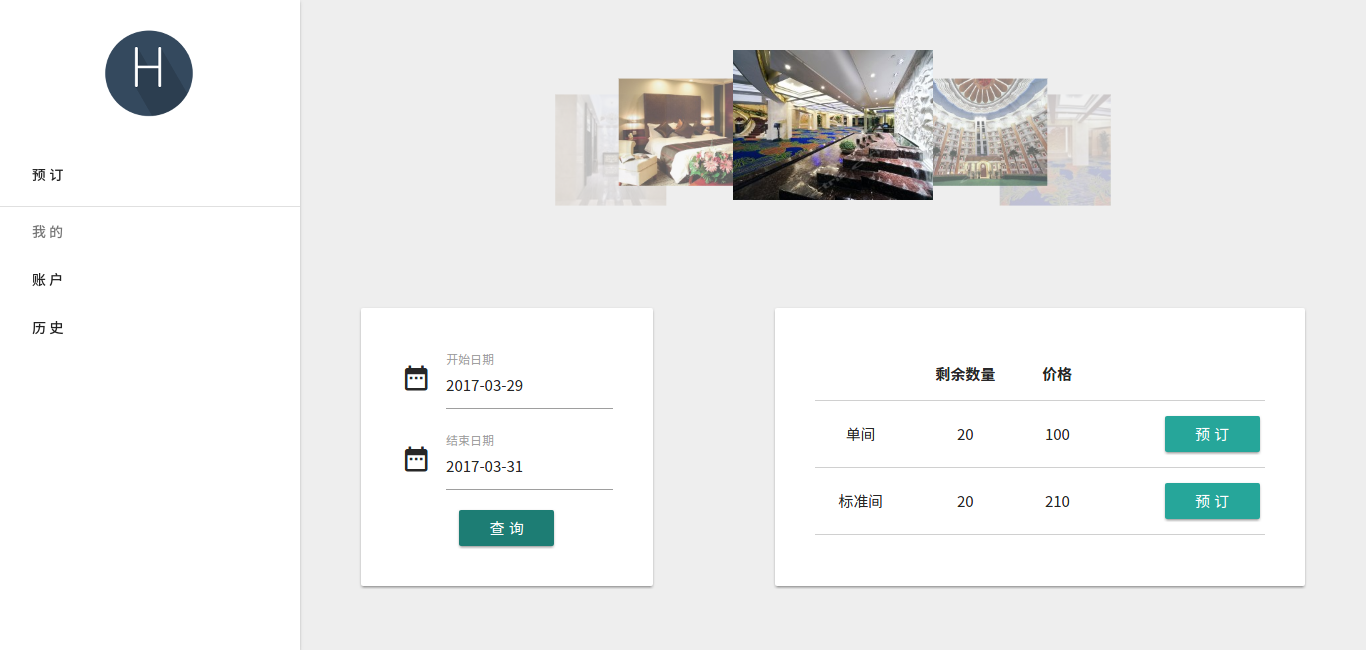 H
预订
我的
账户
历史
开始日期
2017-03-29
结束日期
2017-03-31
查询
剩余数量 价格
单间 20 100 预订
标准间 20 210 预订